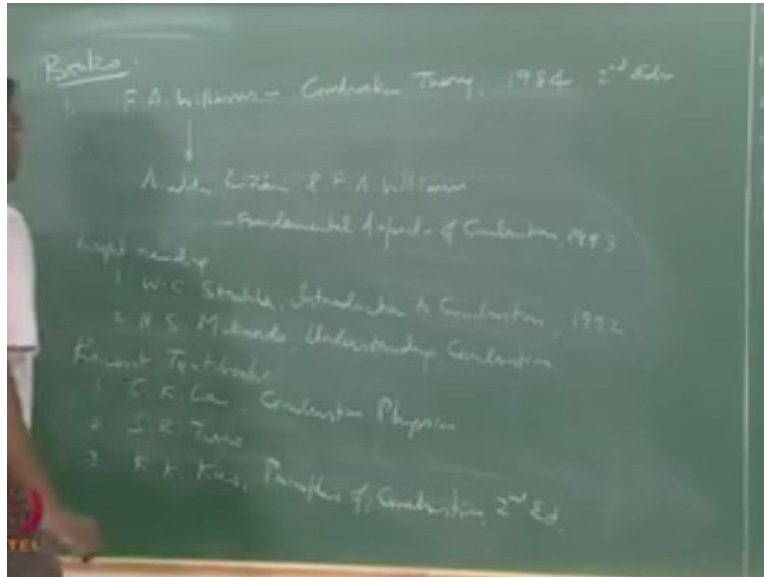 Books:
1. F.A. Williams - Combustion Theory, 1984 2nd Edn
Liñán & F.A. Williams
- Fundamental Aspects of Combustion, 1993
Light reading
1 W.C. Strahle, Introduction to Combustion, 1992
2 H.S. Mukunda, Understanding Combustion
Recent Textbooks
1 C.K. Law, Combustion Physics
2 S.R. Turns
3 K.K. Kuo, Principles of Combustion, 2nd Ed.
TEL